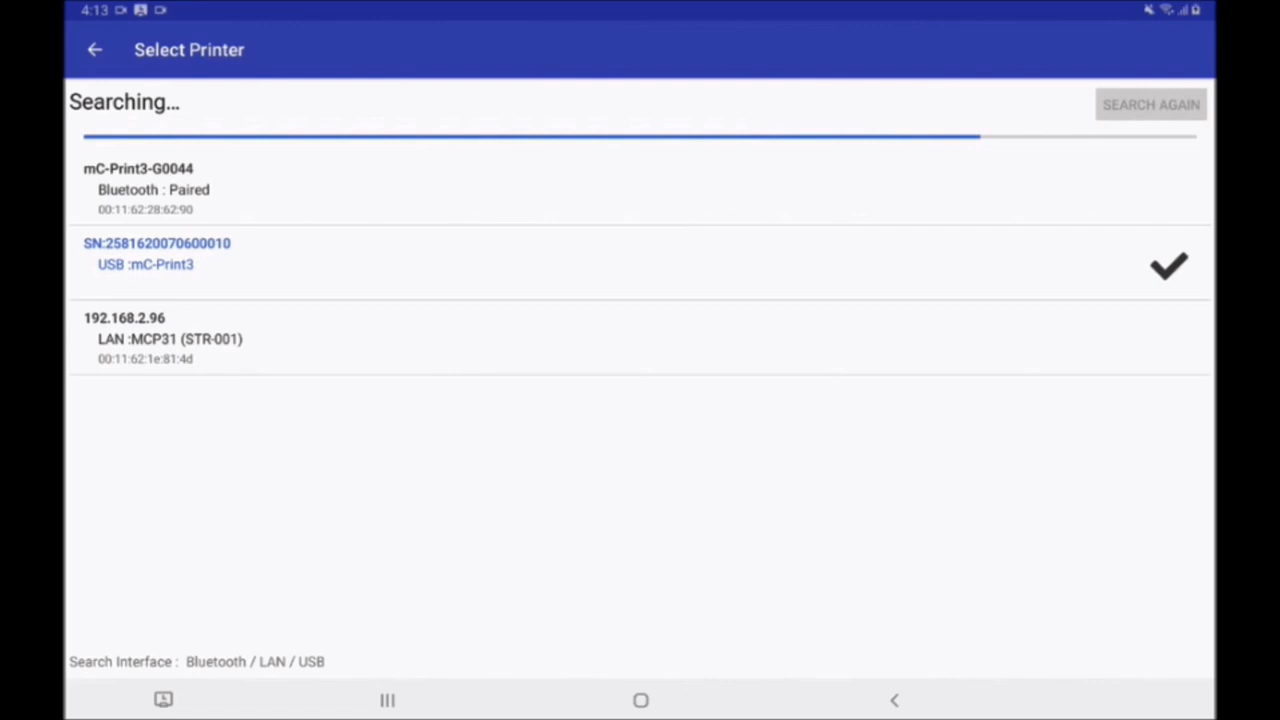 4:13
Select Printer
Searching...
SEARCH AGAIN
mC-Print3-G0044
Bluetooth : Paired
00:11:62:28:62:90
SN:2581620070600010
USB :mC-Print3
192.168.2.96
LAN :MCP31 (STR-001)
00:11:62:1e:81:4d
Search Interface : Bluetooth / LAN / USB